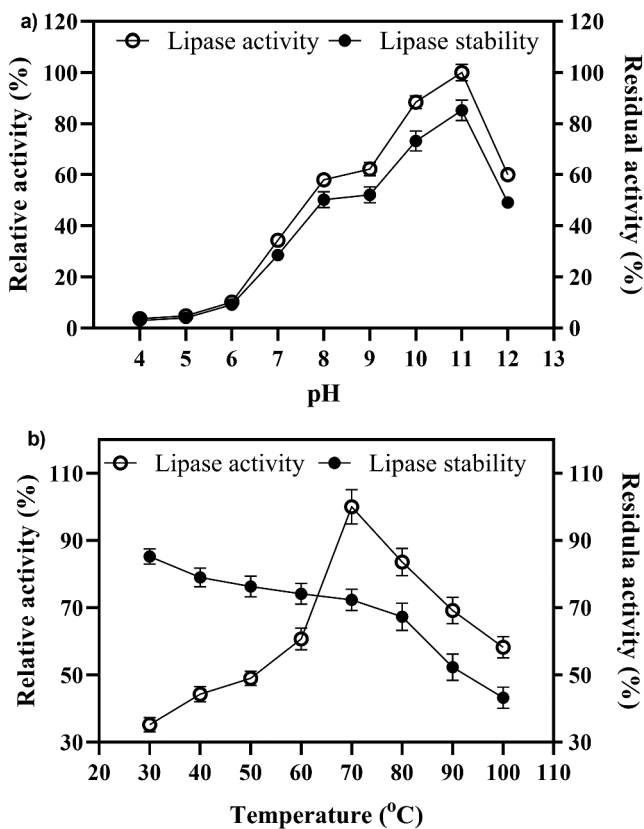 a)
Lipase activity Lipase stability
120 120
100 100
80 80
60 60
40 40
20 20
0 0
4 5 6 7 8 9 10 11 12 13
Relative activity (%)
Residual activity (%)
pH
b)
Lipase activity Lipase stability
110 110
90 90
70 70
50 50
30 30
20 30 40 50 60 70 80 90 100 110
Relative activity (%)
Residula activity (%)
Temperature (°C)